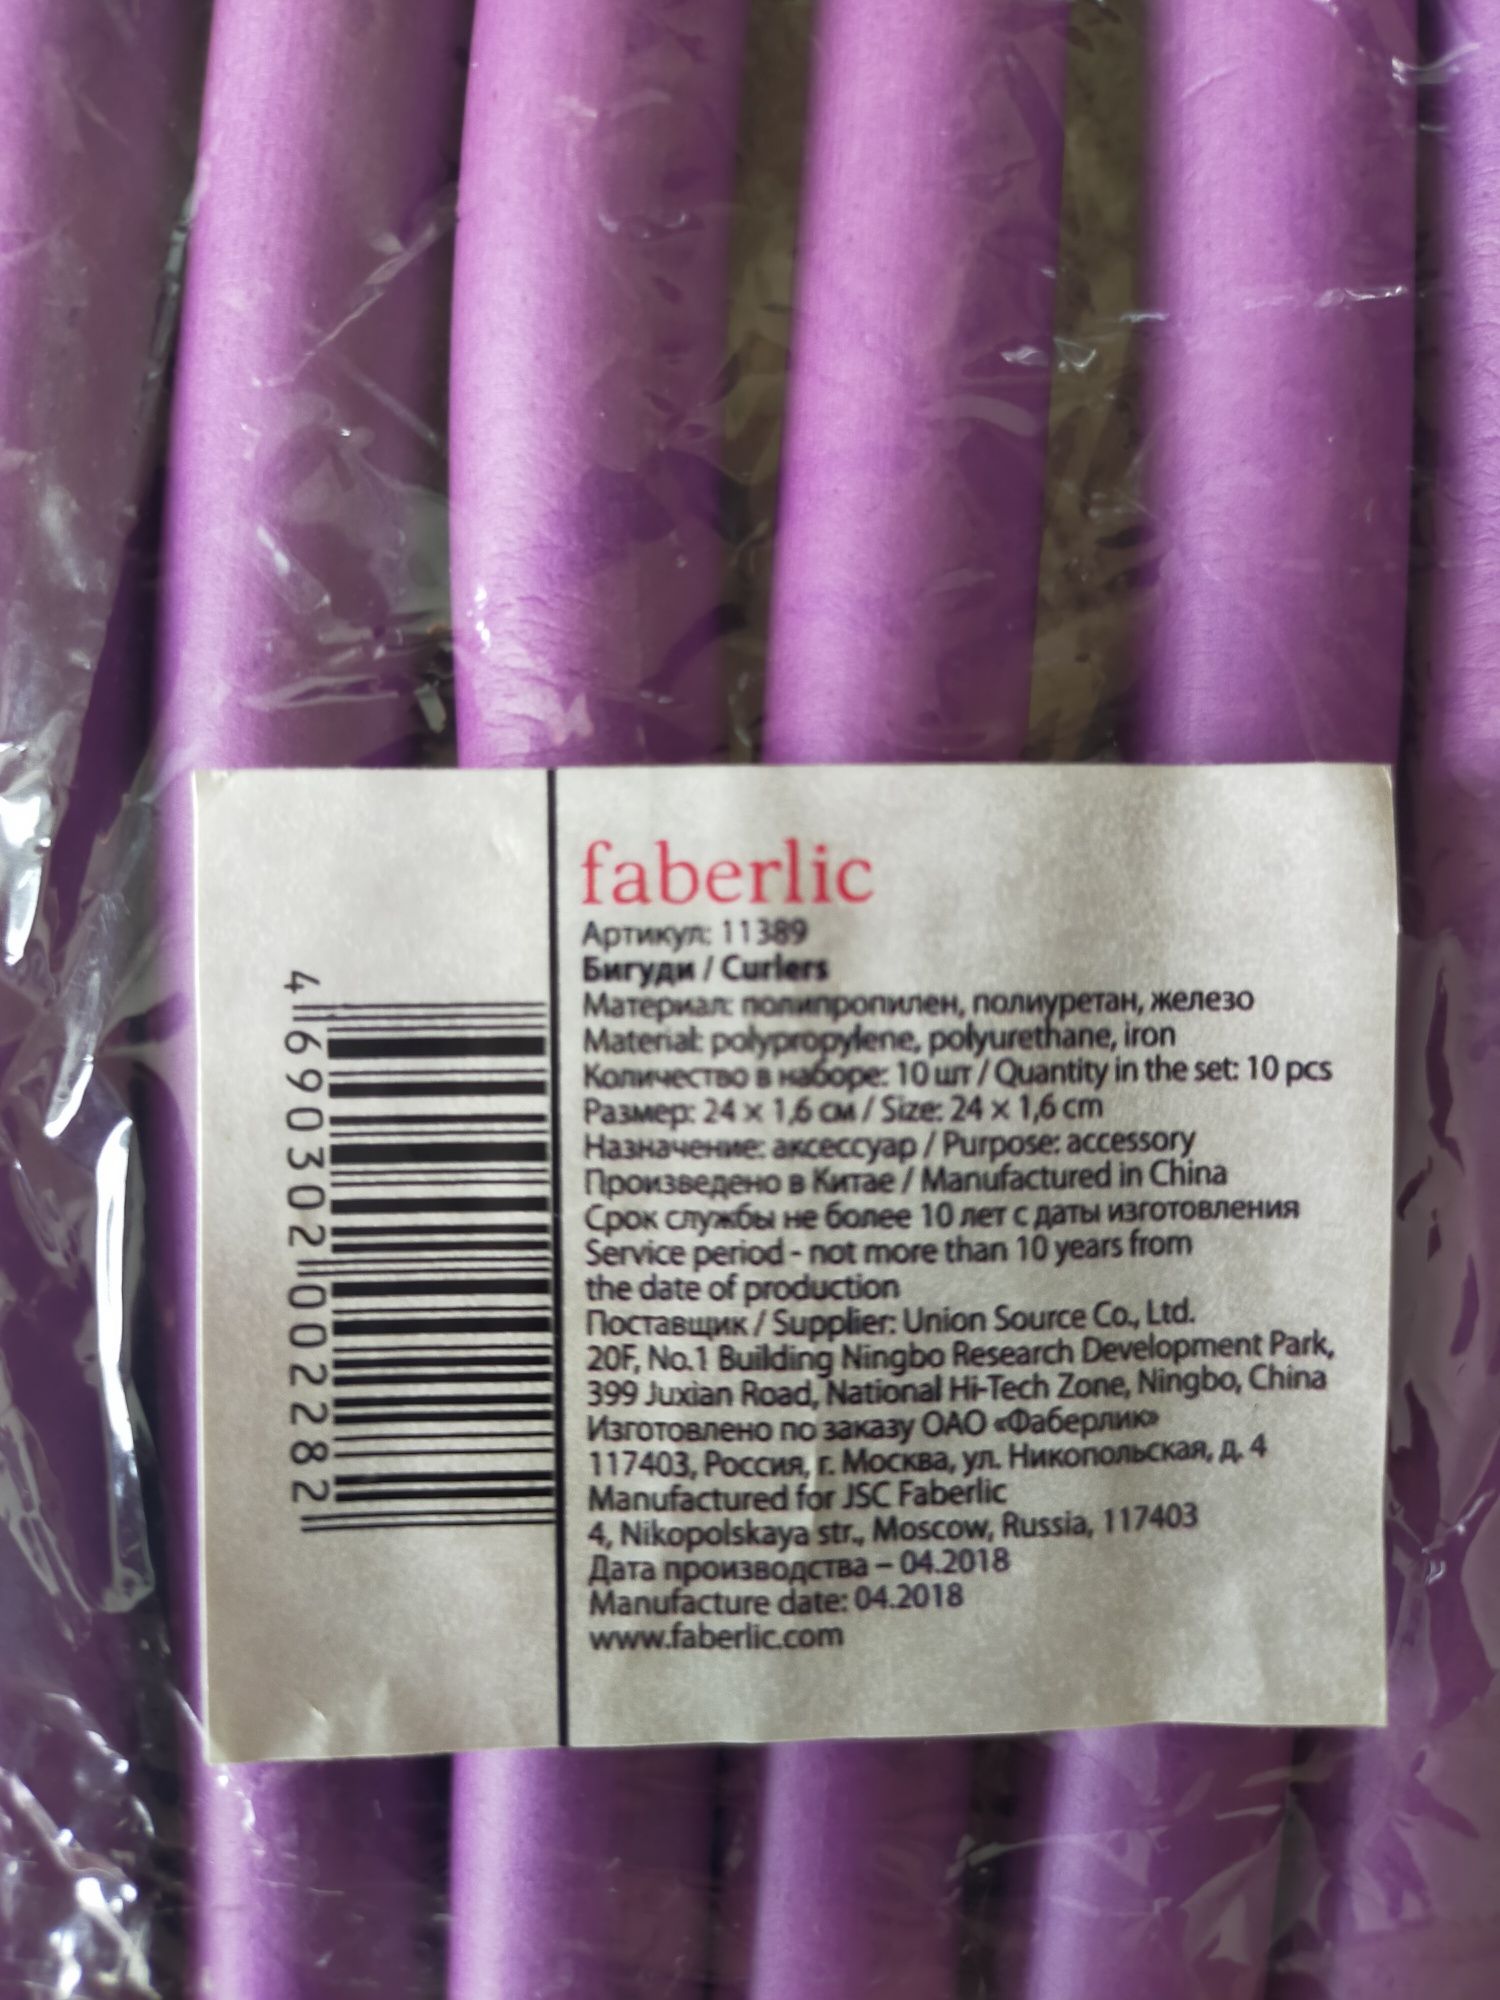 faberlic
Артикул: 11389
Бигуди / Curlers
Материал: полипропилен, полиуретан, железо
Material: polypropylene, polyurethane, iron
Количество в наборе: 10 шт / Quantity in the set: 10 pcs
Размер: 24 × 1,6 см / Size: 24 × 1,6 cm
Назначение: аксессуар / Purpose: accessory
Произведено в Китае / Manufactured in China
Срок службы не более 10 лет с даты изготовления
Service period - not more than 10 years from
the date of production
Поставщик / Supplier: Union Source Co., Ltd.
20F, No.1 Building Ningbo Research Development Park,
399 Juxian Road, National Hi-Tech Zone, Ningbo, China
Изготовлено по заказу ОАО «Фаберлик»
117403, Россия, г. Москва, ул. Никопольская, д. 4
Manufactured for JSC Faberlic
4, Nikopolskaya str., Moscow, Russia, 117403
Дата производства – 04.2018
Manufacture date: 04.2018
www.faberlic.com
4 690302 002282